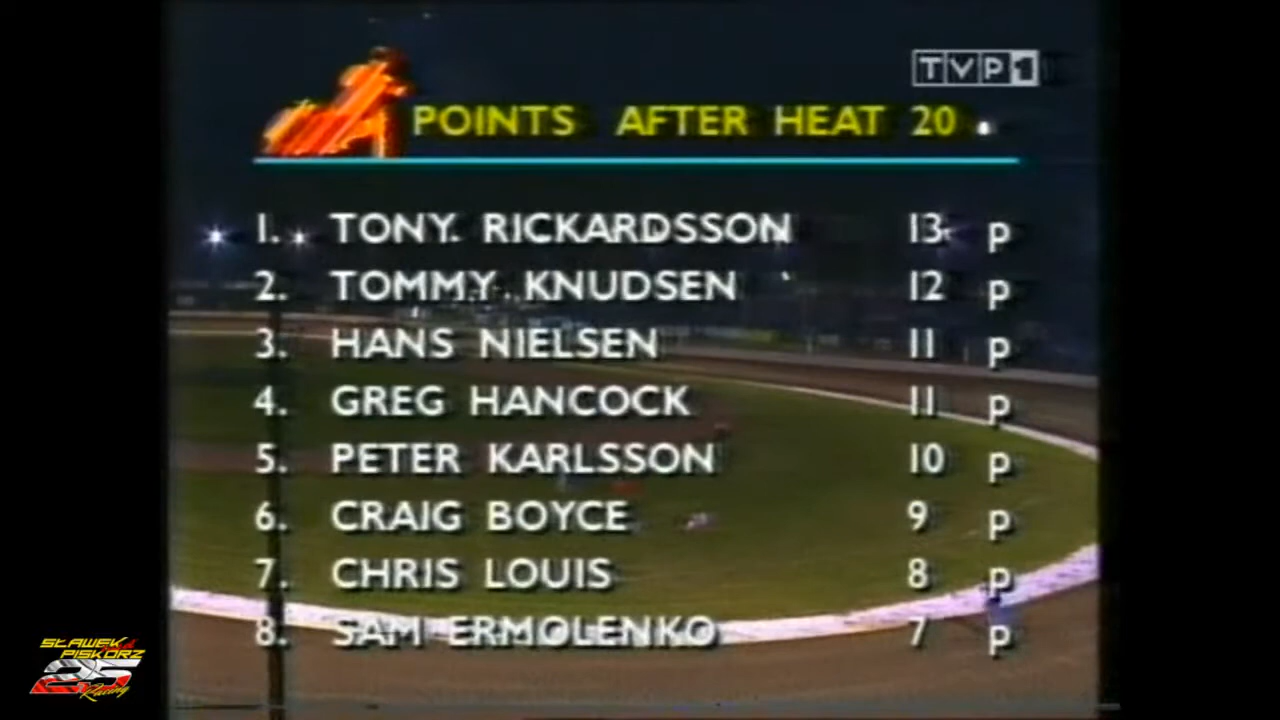 TVP1
POINTS AFTER HEAT 20
1. TONY RICKARDSSON 13 p
2. TOMMY KNUDSEN 12 p
3. HANS NIELSEN 11 p
4. GREG HANCOCK 11 p
5. PETER KARLSSON 10 p
6. CRAIG BOYCE 9 p
7. CHRIS LOUIS 8 p
8. SAM ERMOLENKO 7 p
SŁAWEK
PISKORZ
25
Racing